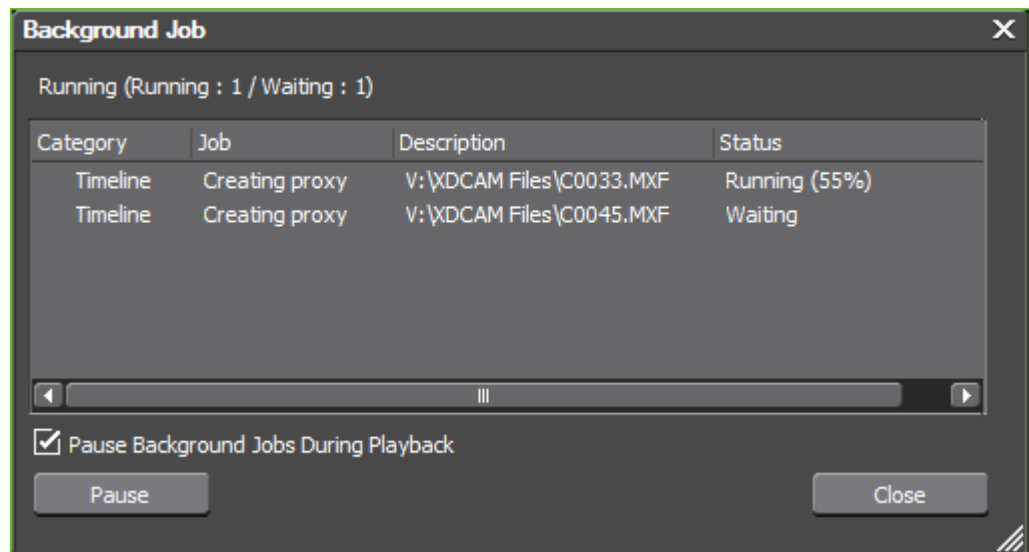 Background Job
Running (Running : 1 / Waiting : 1)
Category Job Description Status
Timeline Creating proxy V:\XDCAM Files\C0033.MXF Running (55%)
Timeline Creating proxy V:\XDCAM Files\C0045.MXF Waiting
Pause Background Jobs During Playback
Pause Close